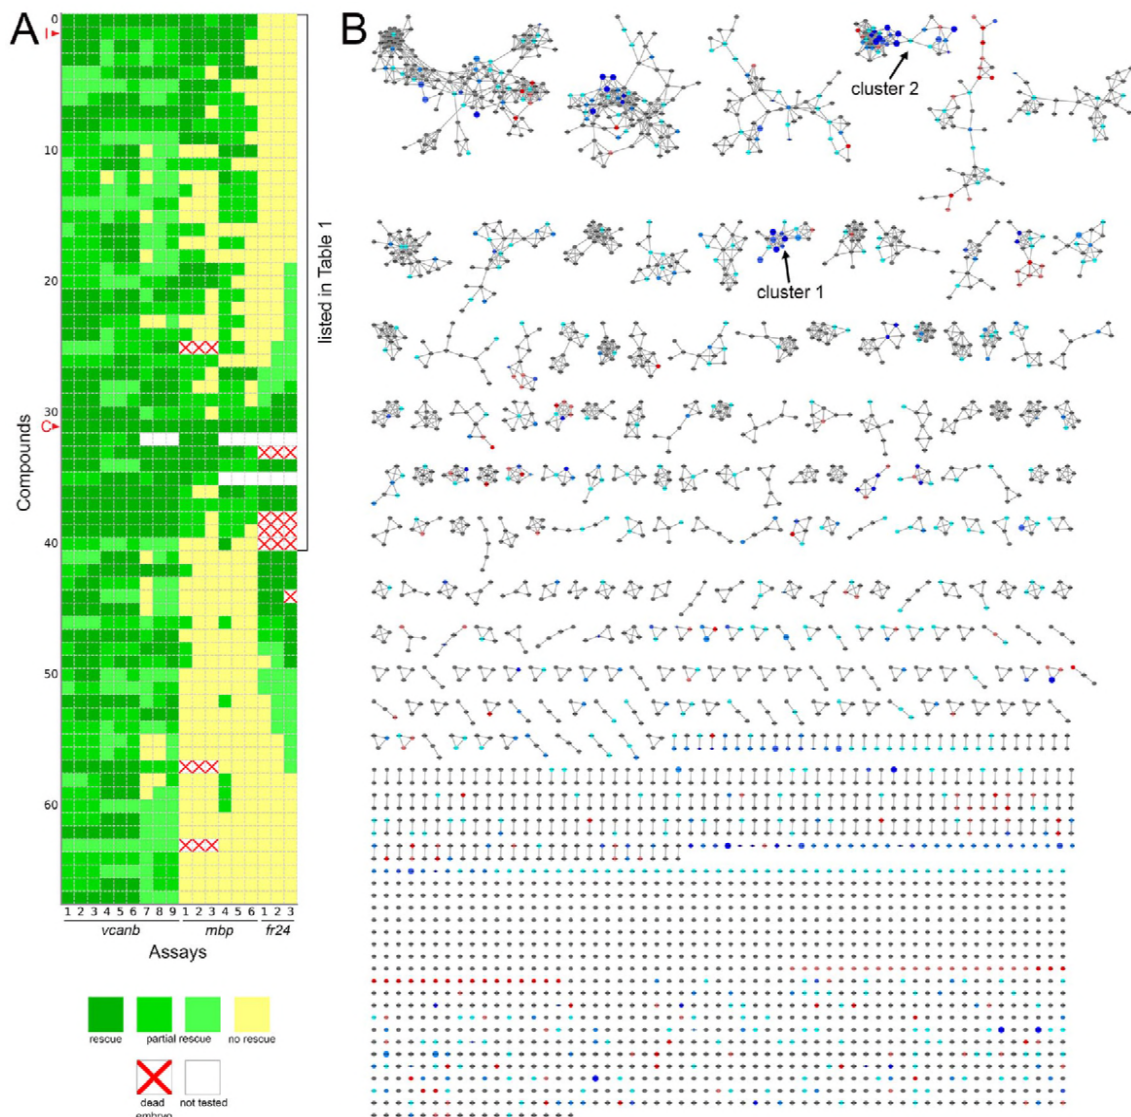 A
B
0
I
10
20
30
C
40
50
60
Compounds
listed in Table 1
1 2 3 4 5 6 7 8 9 1 2 3 4 5 6 1 2 3
vcanb mbp fr24
Assays
rescue partial rescue no rescue
dead not tested
embryo
cluster 2
cluster 1